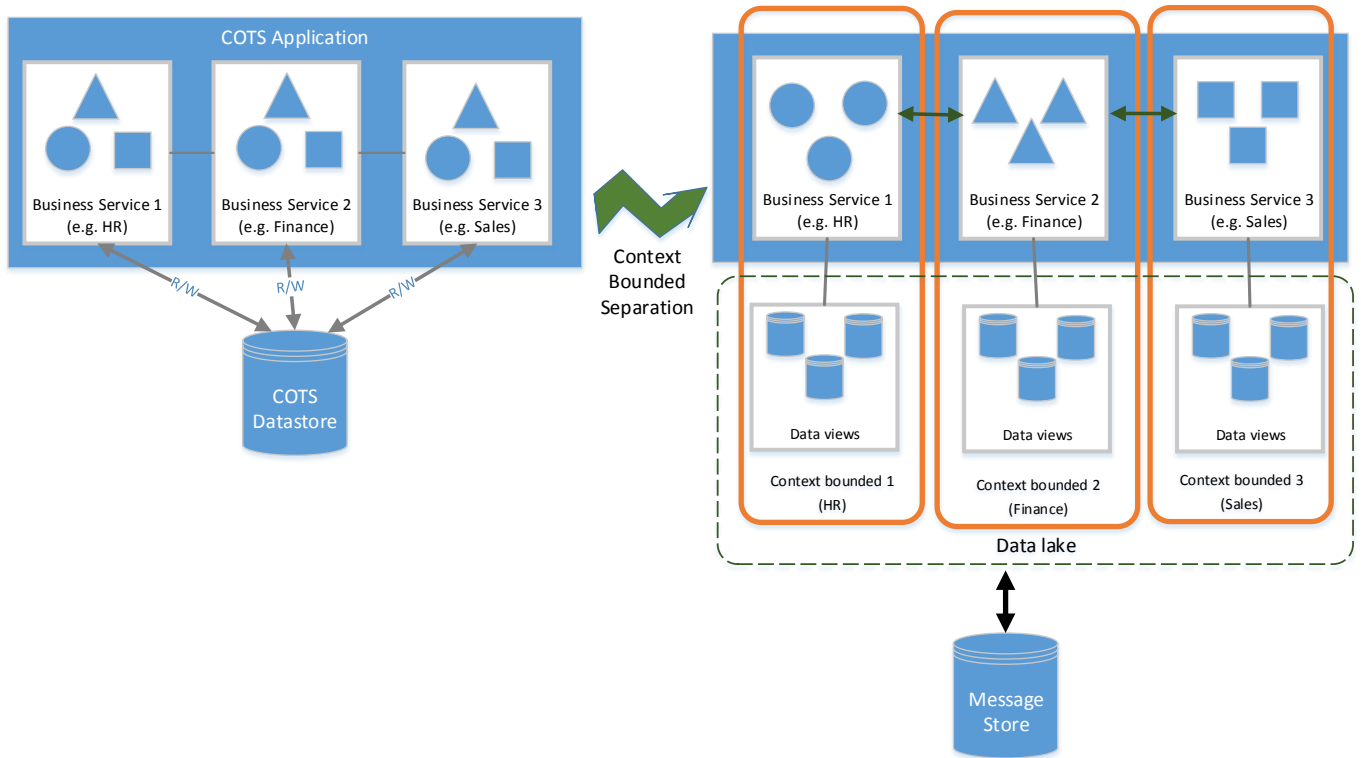 COTS Application
Business Service 1
(e.g. HR)
Business Service 2
(e.g. Finance)
Business Service 3
(e.g. Sales)
R/W
R/W
R/W
COTS
Datastore
Context
Bounded
Separation
Business Service 1
(e.g. HR)
Business Service 2
(e.g. Finance)
Business Service 3
(e.g. Sales)
Data views
Data views
Data views
Context bounded 1
(HR)
Context bounded 2
(Finance)
Context bounded 3
(Sales)
Data lake
Message
Store